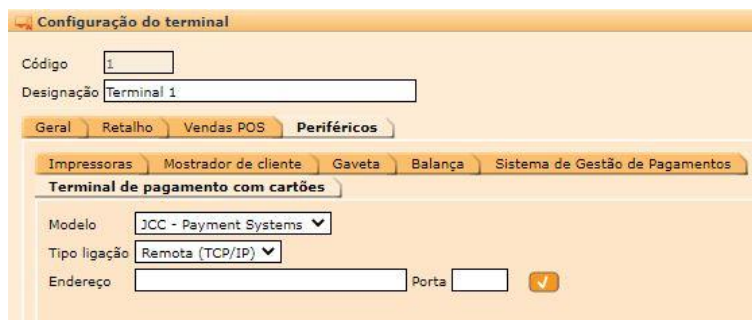 Configuração do terminal
Código 1
Designação Terminal 1
Geral Retalho Vendas POS Periféricos
Impressoras Mostrador de cliente Gaveta Balança Sistema de Gestão de Pagamentos
Terminal de pagamento com cartões
Modelo JCC - Payment Systems
Tipo ligação Remota (TCP/IP)
Endereço Porta